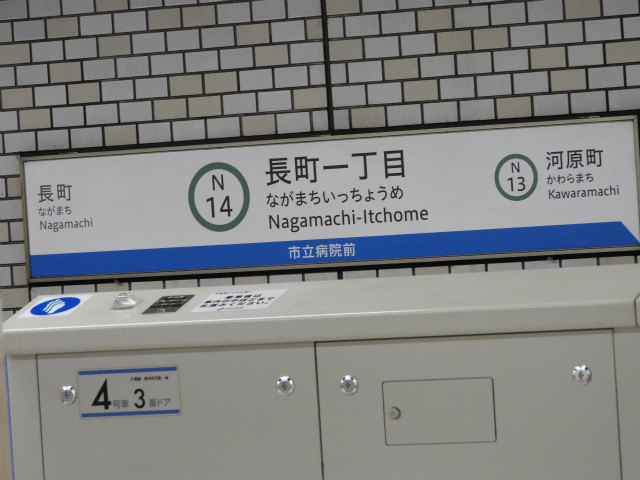 長町
ながまち
Nagamachi
N
14
長町一丁目
ながまちいっちょうめ
Nagamachi-Itchome
N
13
河原町
かわらまち
Kawaramachi
市立病院前
4号車 3番ドア